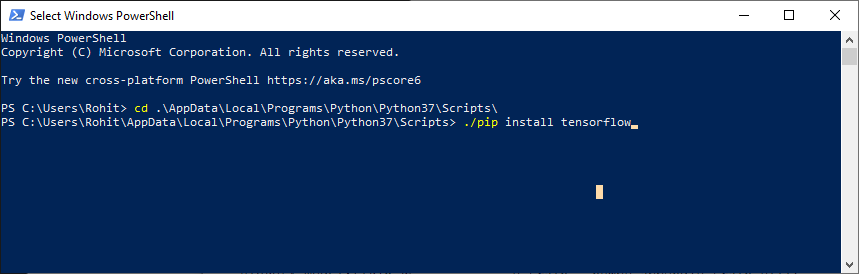 Select Windows PowerShell
Windows PowerShell
Copyright (C) Microsoft Corporation. All rights reserved.
Try the new cross-platform PowerShell https://aka.ms/pscore6
PS C:\Users\Rohit> cd .\AppData\Local\Programs\Python\Python37\Scripts\
PS C:\Users\Rohit\AppData\Local\Programs\Python\Python37\Scripts> ./pip install tensorflow